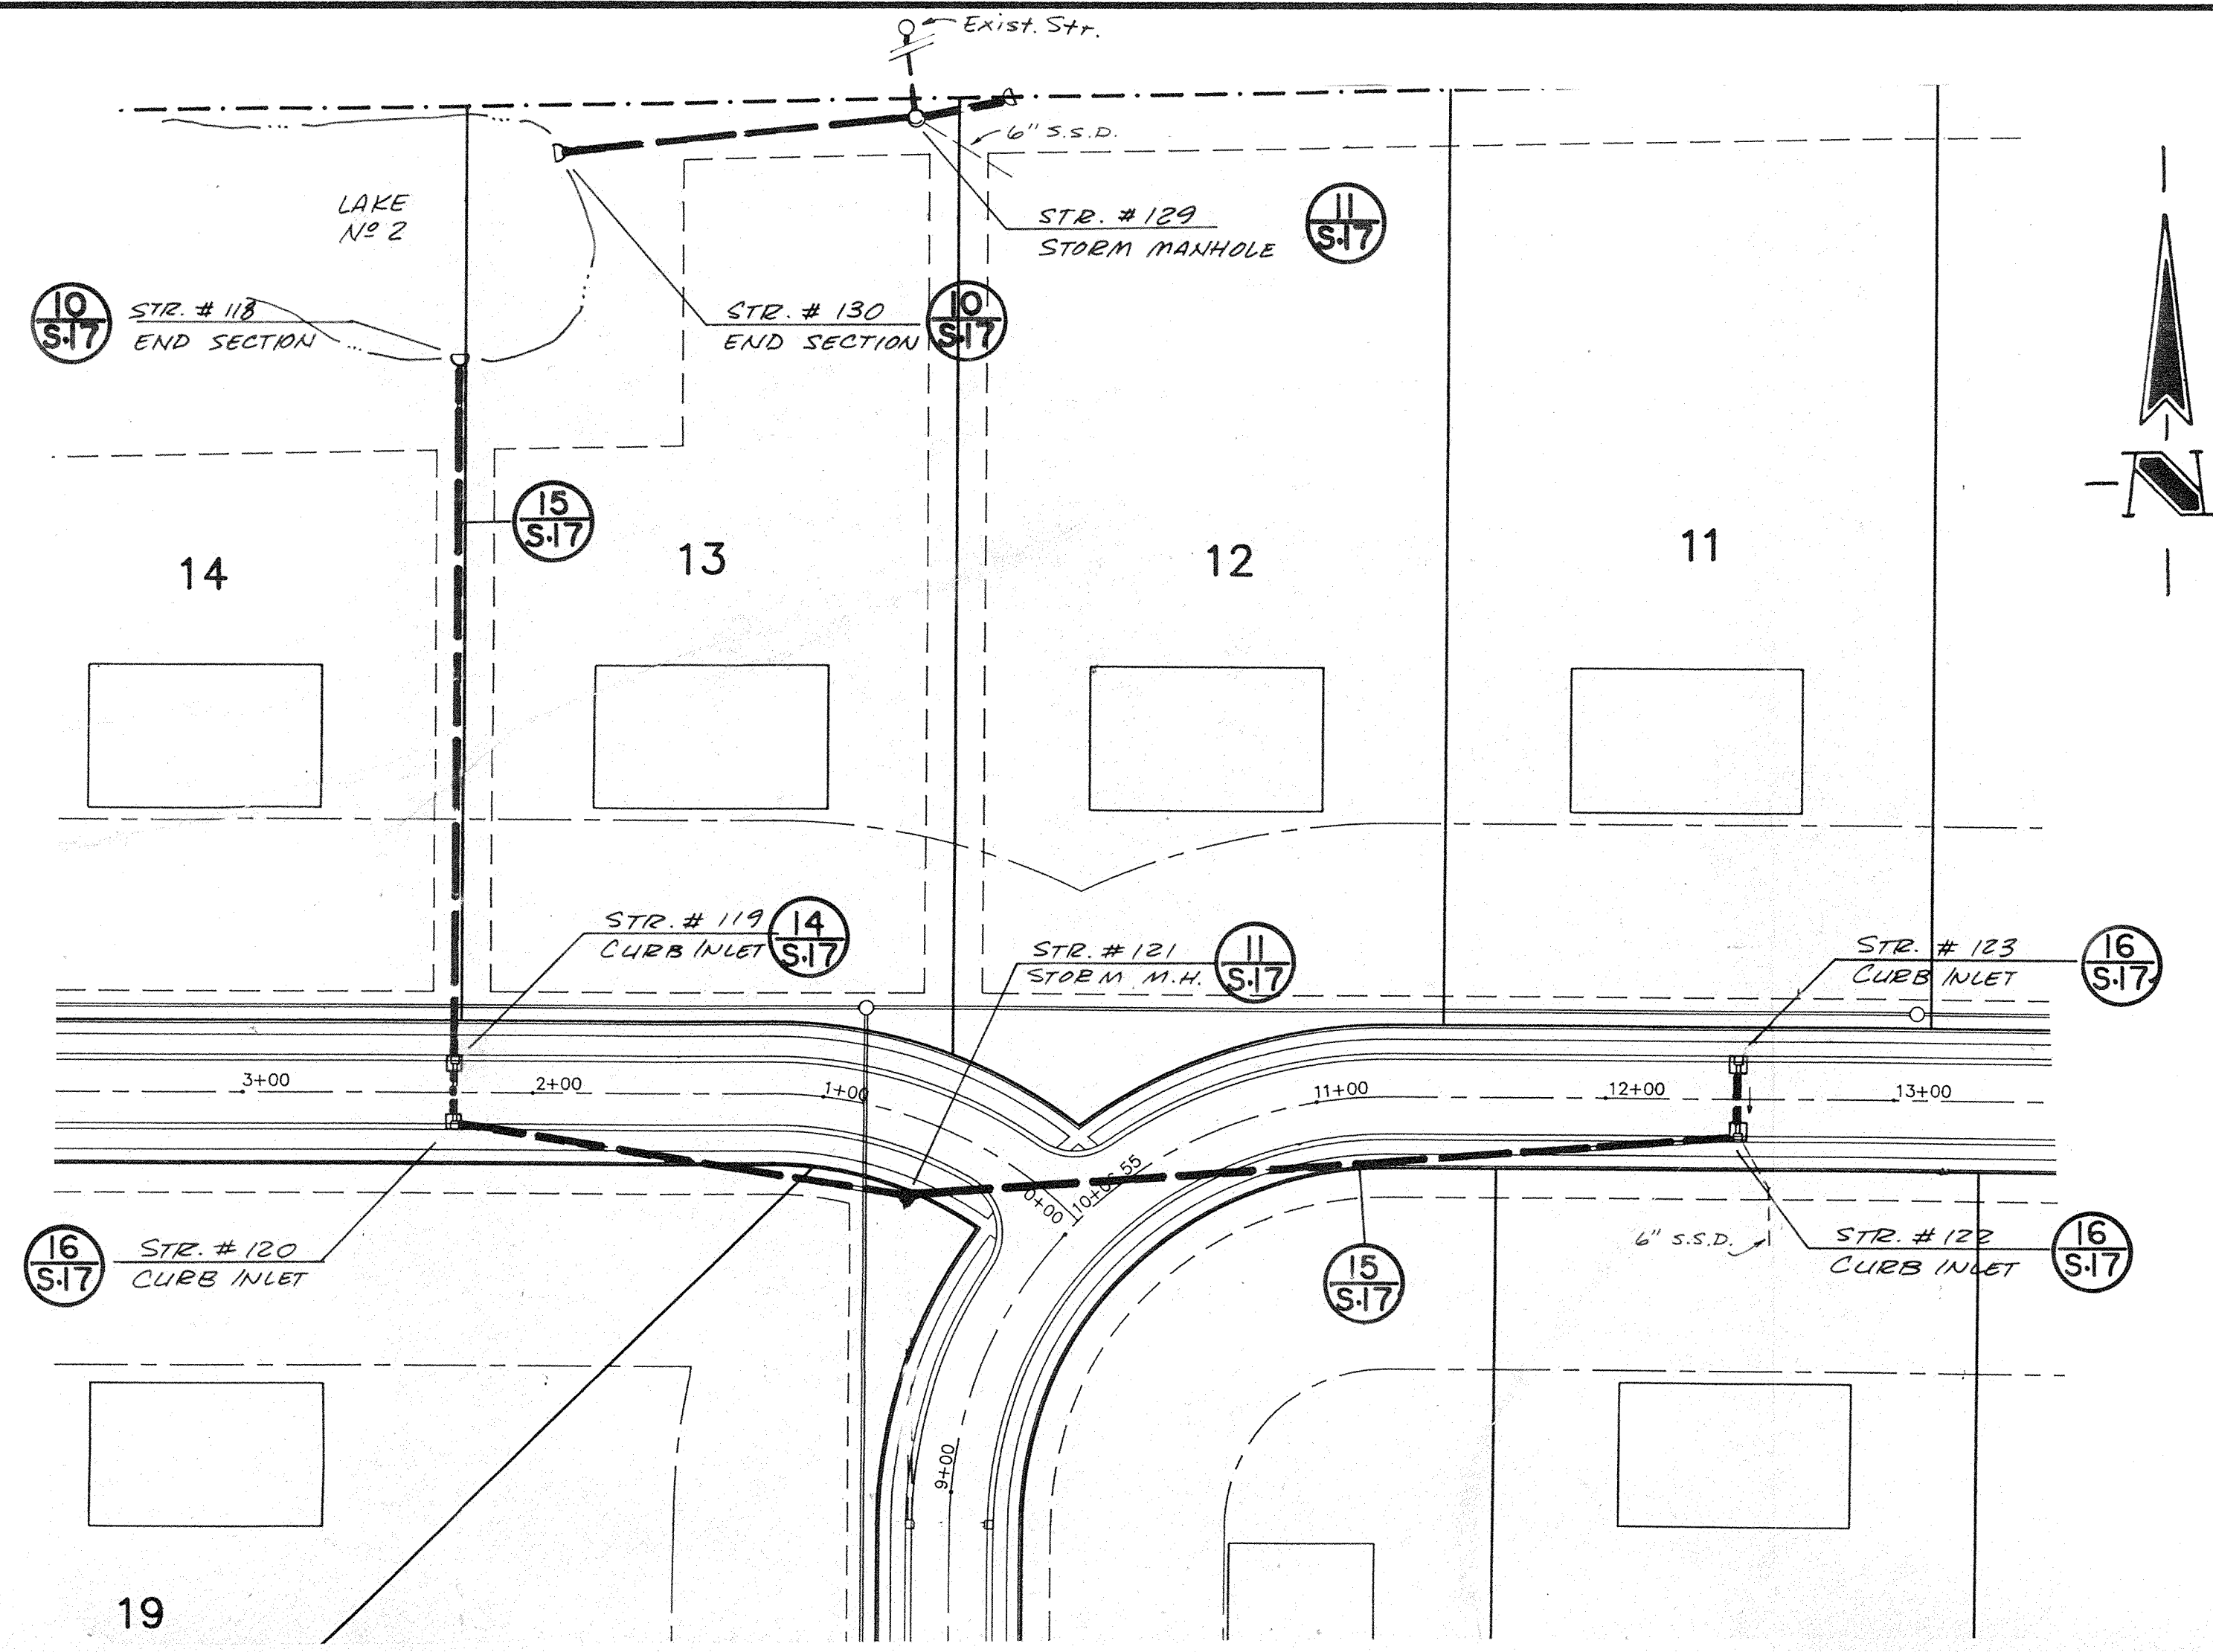 Exist. Str.
6" S.S.D.
LAKE
Nº 2
STR. # 129
STORM MANHOLE
11
S.17
10
S.17
STR. # 118
END SECTION
STR. # 130
END SECTION
10
S.17
N
15
S.17
14
13
12
11
STR. # 119
CURB INLET
14
S.17
STR. # 121
STORM M.H.
11
S.17
STR. # 123
CURB INLET
16
S.17
3+00
2+00
1+00
11+00
12+00
13+00
0+00
10+06.55
16
S.17
STR. # 120
CURB INLET
15
S.17
6" S.S.D.
STR. # 122
CURB INLET
16
S.17
9+00
19